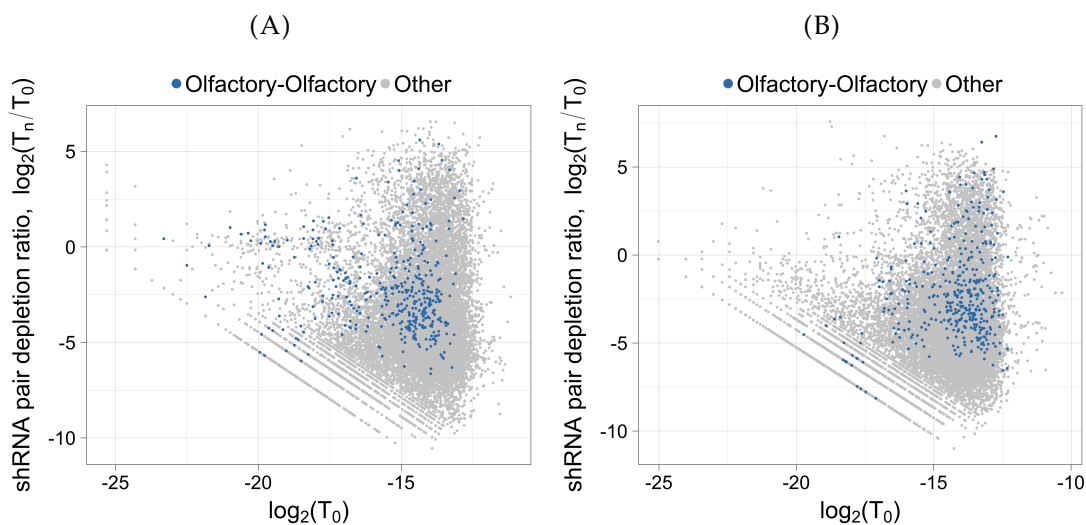 (A)
Olfactory-Olfactory Other
shRNA pair depletion ratio, log₂(Tₙ/T₀)
5
0
-5
-10
-25 -20 -15
log₂(T₀)
(B)
Olfactory-Olfactory Other
shRNA pair depletion ratio, log₂(Tₙ/T₀)
5
0
-5
-10
-25 -20 -15 -10
log₂(T₀)